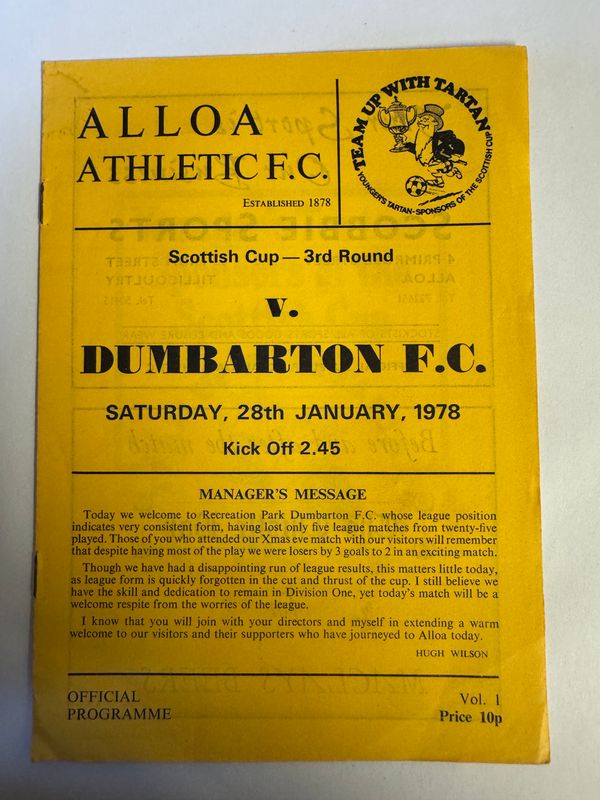 ALLOA
ATHLETIC F.C.
ESTABLISHED 1878
TEAM UP WITH TARTAN
YOUNGER'S TARTAN-SPONSORS OF THE SCOTTISH CUP
Scottish Cup — 3rd Round
v.
DUMBARTON F.C.
SATURDAY, 28th JANUARY, 1978
Kick Off 2.45
MANAGER'S MESSAGE
Today we welcome to Recreation Park Dumbarton F.C. whose league position
indicates very consistent form, having lost only five league matches from twenty-five
played. Those of you who attended our Xmas eve match with our visitors will remember
that despite having most of the play we were losers by 3 goals to 2 in an exciting match.
Though we have had a disappointing run of league results, this matters little today,
as league form is quickly forgotten in the cut and thrust of the cup. I still believe we
have the skill and dedication to remain in Division One, yet today's match will be a
welcome respite from the worries of the league.
I know that you will join with your directors and myself in extending a warm
welcome to our visitors and their supporters who have journeyed to Alloa today.
HUGH WILSON
OFFICIAL
PROGRAMME
Vol. 1
Price 10p